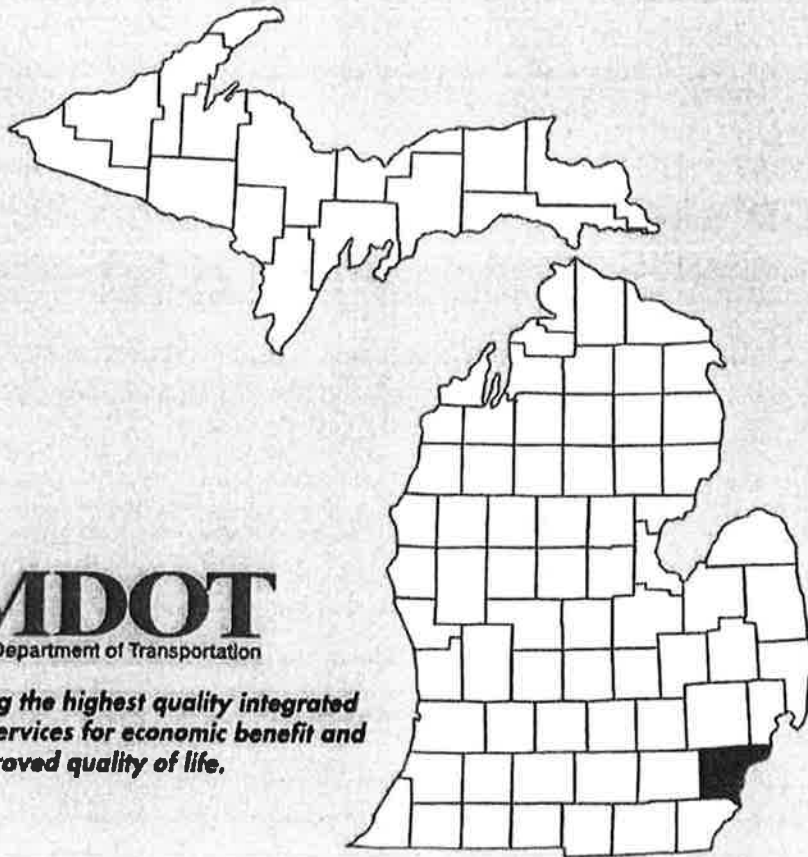 MDOT
Department of Transportation
g the highest quality integrated
ervices for economic benefit and
roved quality of life.